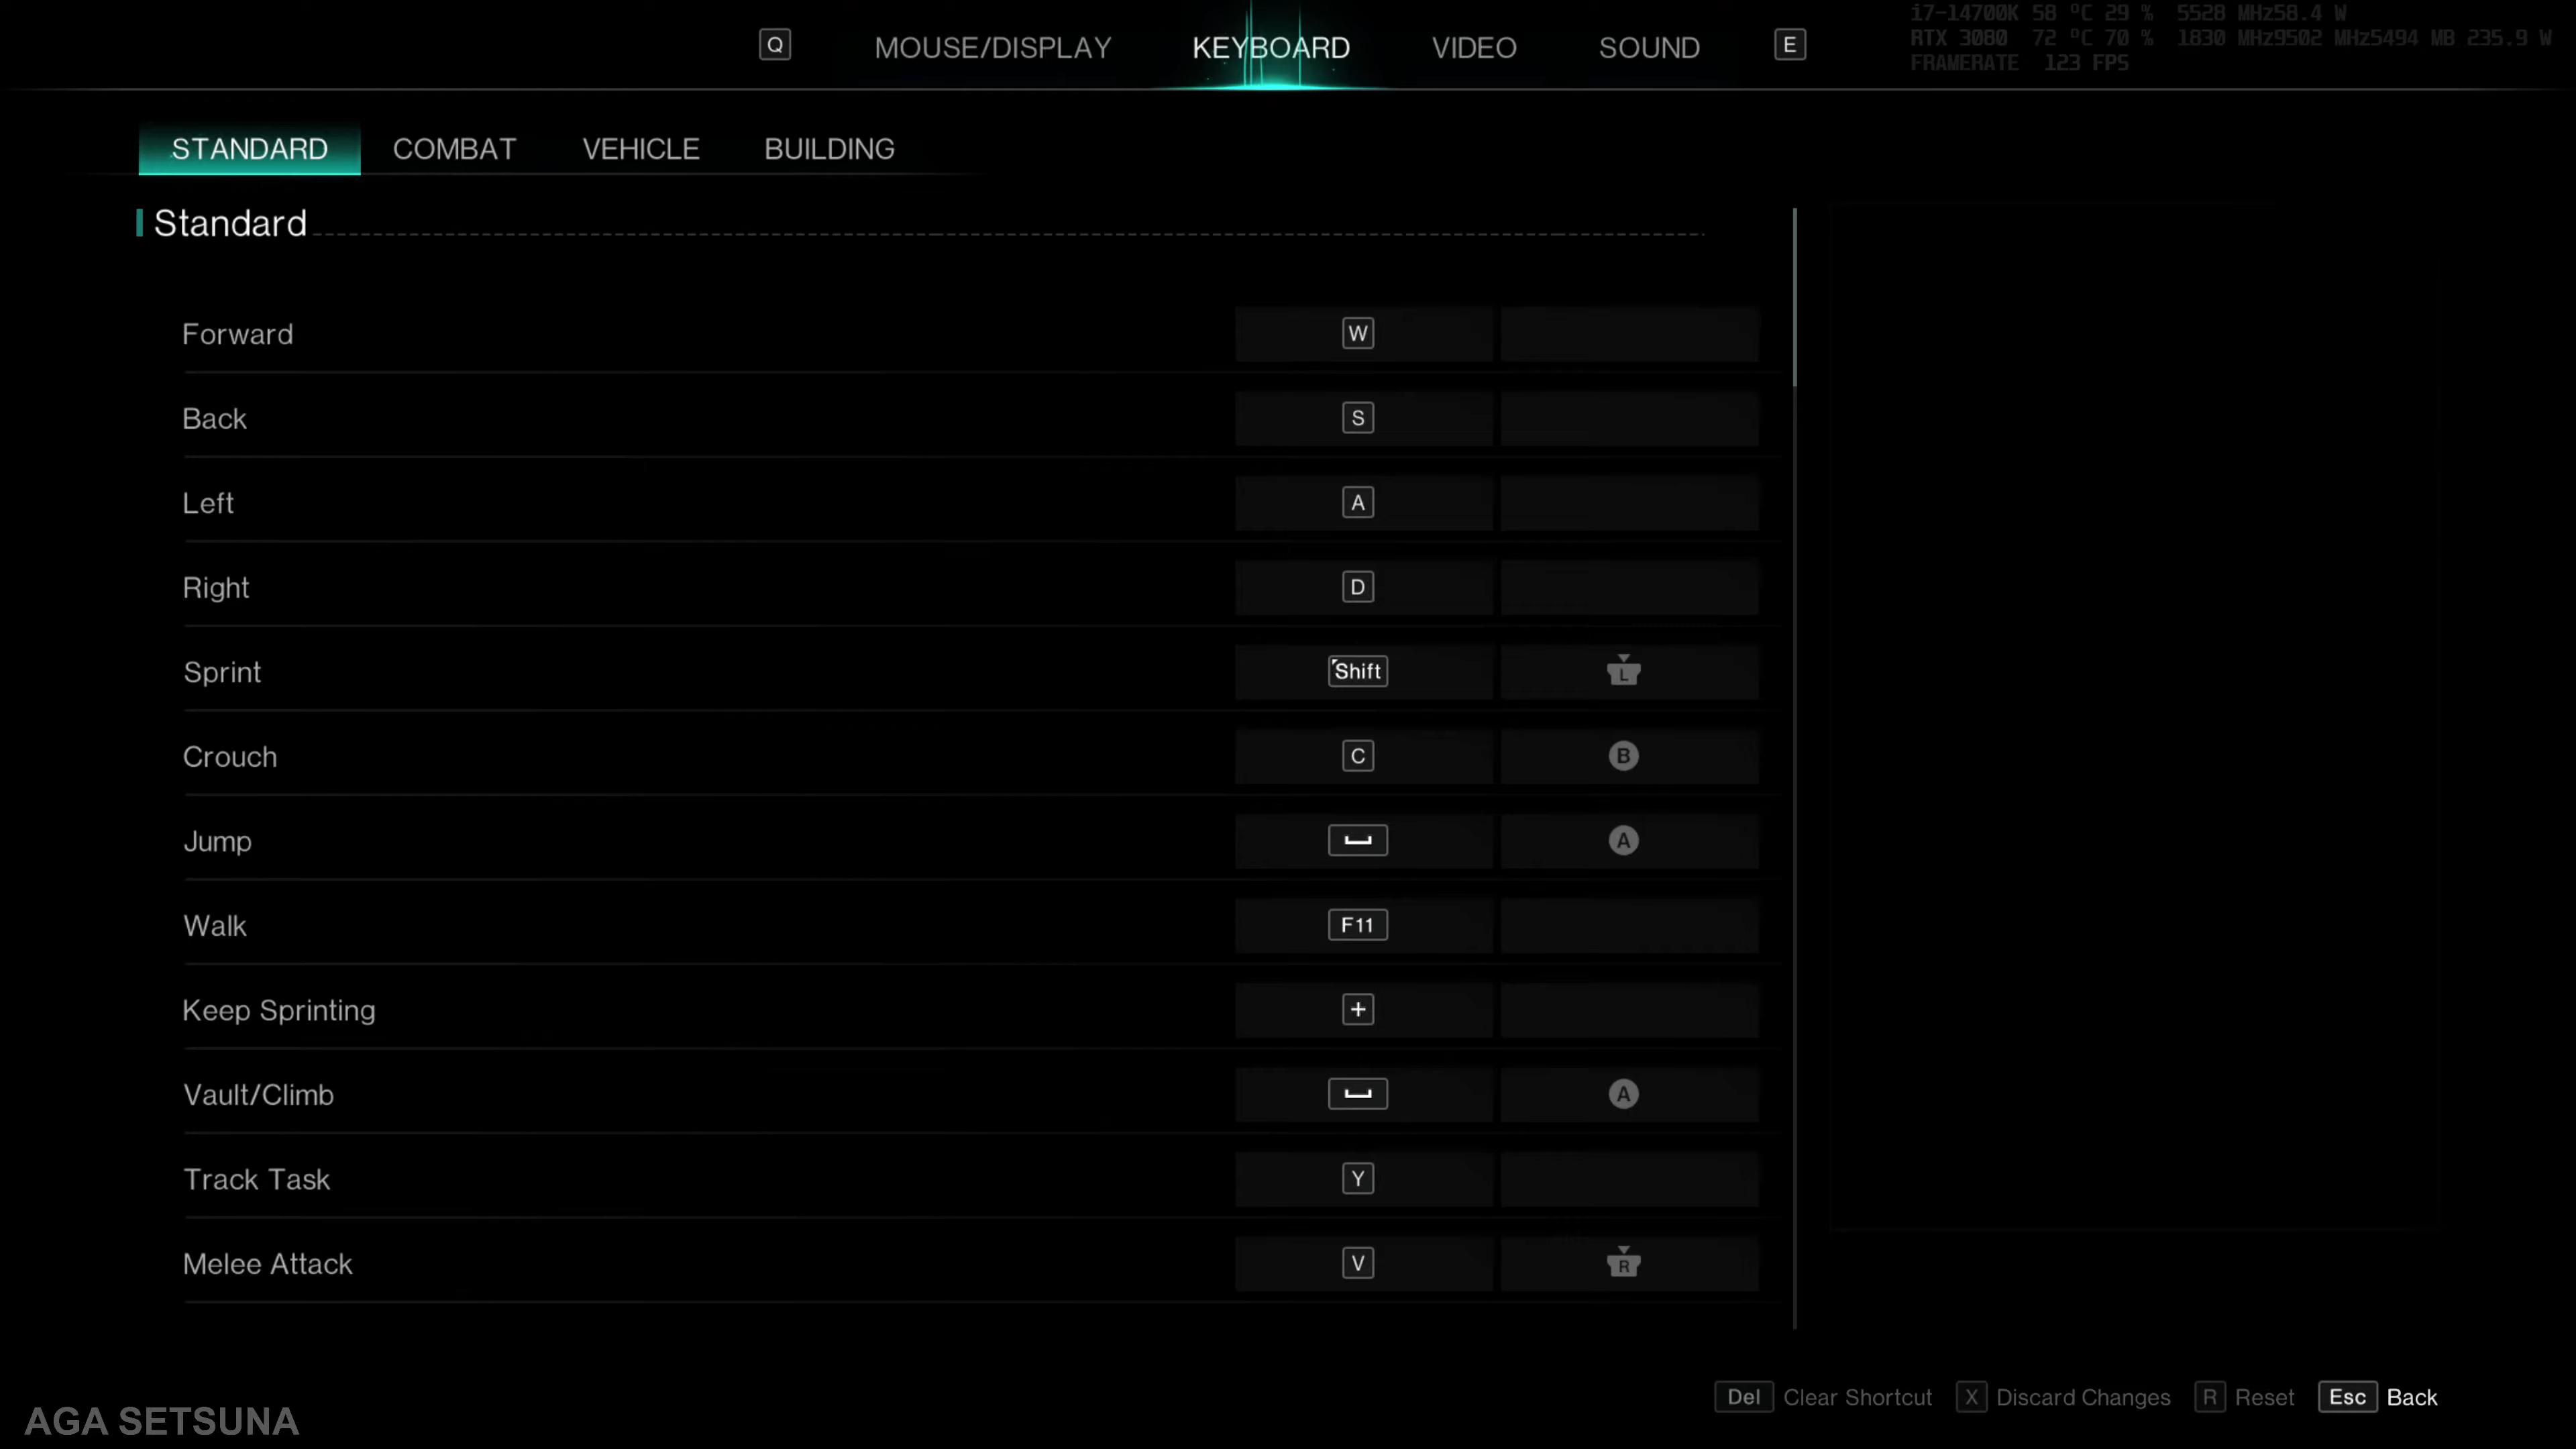 i7-14700K 58 °C 29 % 5528 MHz58.4 W
RTX 3080 72 °C 70 % 1830 MHz9502 MHz5494 MB 235.9 W
FRAMERATE 123 FPS
Q MOUSE/DISPLAY KEYBOARD VIDEO SOUND E
STANDARD COMBAT VEHICLE BUILDING
Standard
Forward W
Back S
Left A
Right D
Sprint Shift L
Crouch C B
Jump A
Walk F11
Keep Sprinting +
Vault/Climb A
Track Task Y
Melee Attack V R
Del Clear Shortcut X Discard Changes R Reset Esc Back
AGA SETSUNA